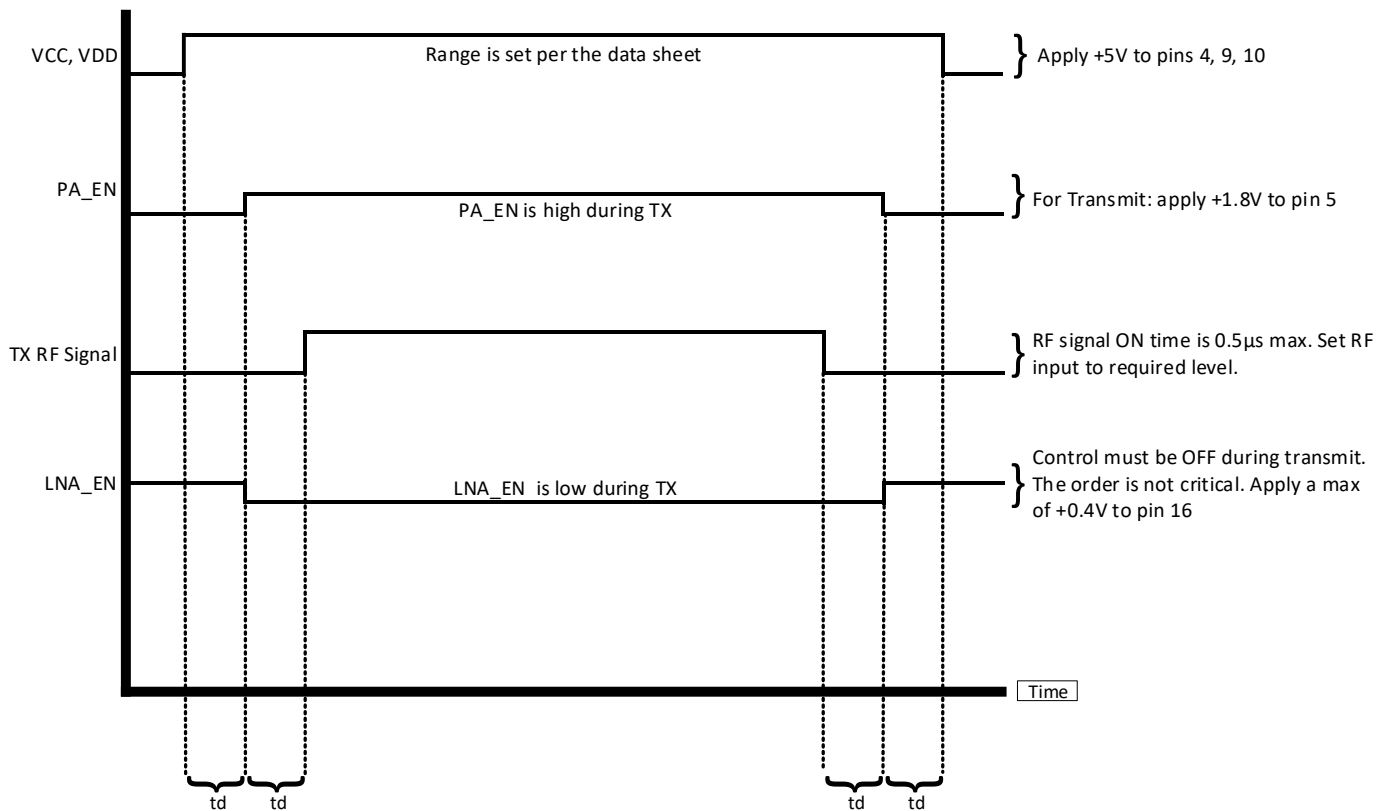 VCC, VDD
Range is set per the data sheet
} Apply +5V to pins 4, 9, 10
PA_EN
PA_EN is high during TX
} For Transmit: apply +1.8V to pin 5
TX RF Signal
} RF signal ON time is 0.5µs max. Set RF
input to required level.
LNA_EN
LNA_EN is low during TX
} Control must be OFF during transmit.
The order is not critical. Apply a max
of +0.4V to pin 16
Time
td td td td